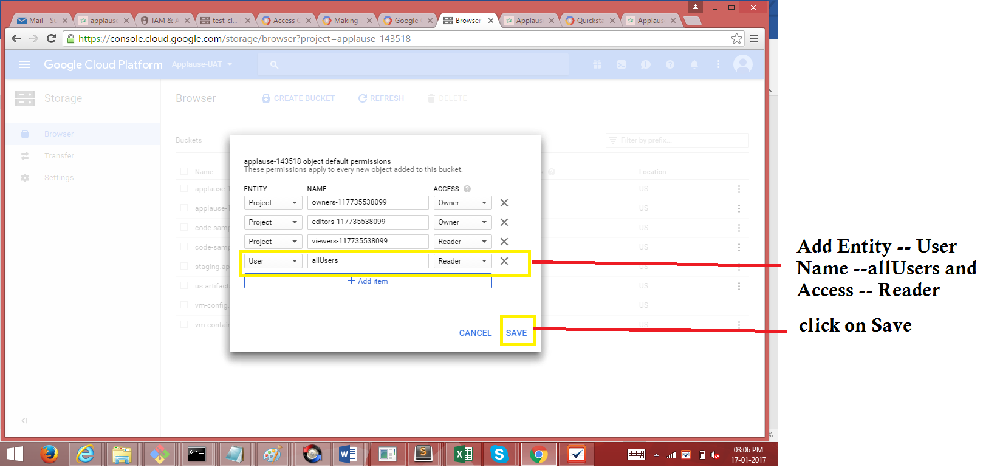 Mail - Su
applause
IAM & A
test-cl...
Access C
Making
Google
Browser
Applaus
Quicksta
Applaus
https://console.cloud.google.com/storage/browser?project=applause-143518
Google Cloud Platform
Applause-UAT
Storage
Browser
CREATE BUCKET
REFRESH
DELETE
Browser
Transfer
Settings
Buckets
Filter by prefix...
Name
s
Location
applause-1
US
applause-1
US
code-samp
US
code-samp
US
staging.ap
US
us.artifact
US
vm-config.
US
vm-contain
US
applause-143518 object default permissions
These permissions apply to every new object added to this bucket.
ENTITY NAME ACCESS
Project owners-117735538099 Owner
Project editors-117735538099 Owner
Project viewers-117735538099 Reader
User allUsers Reader
+ Add item
CANCEL SAVE
Add Entity -- User
Name --allUsers and
Access -- Reader
click on Save
%
C:\
03:06 PM
17-01-2017